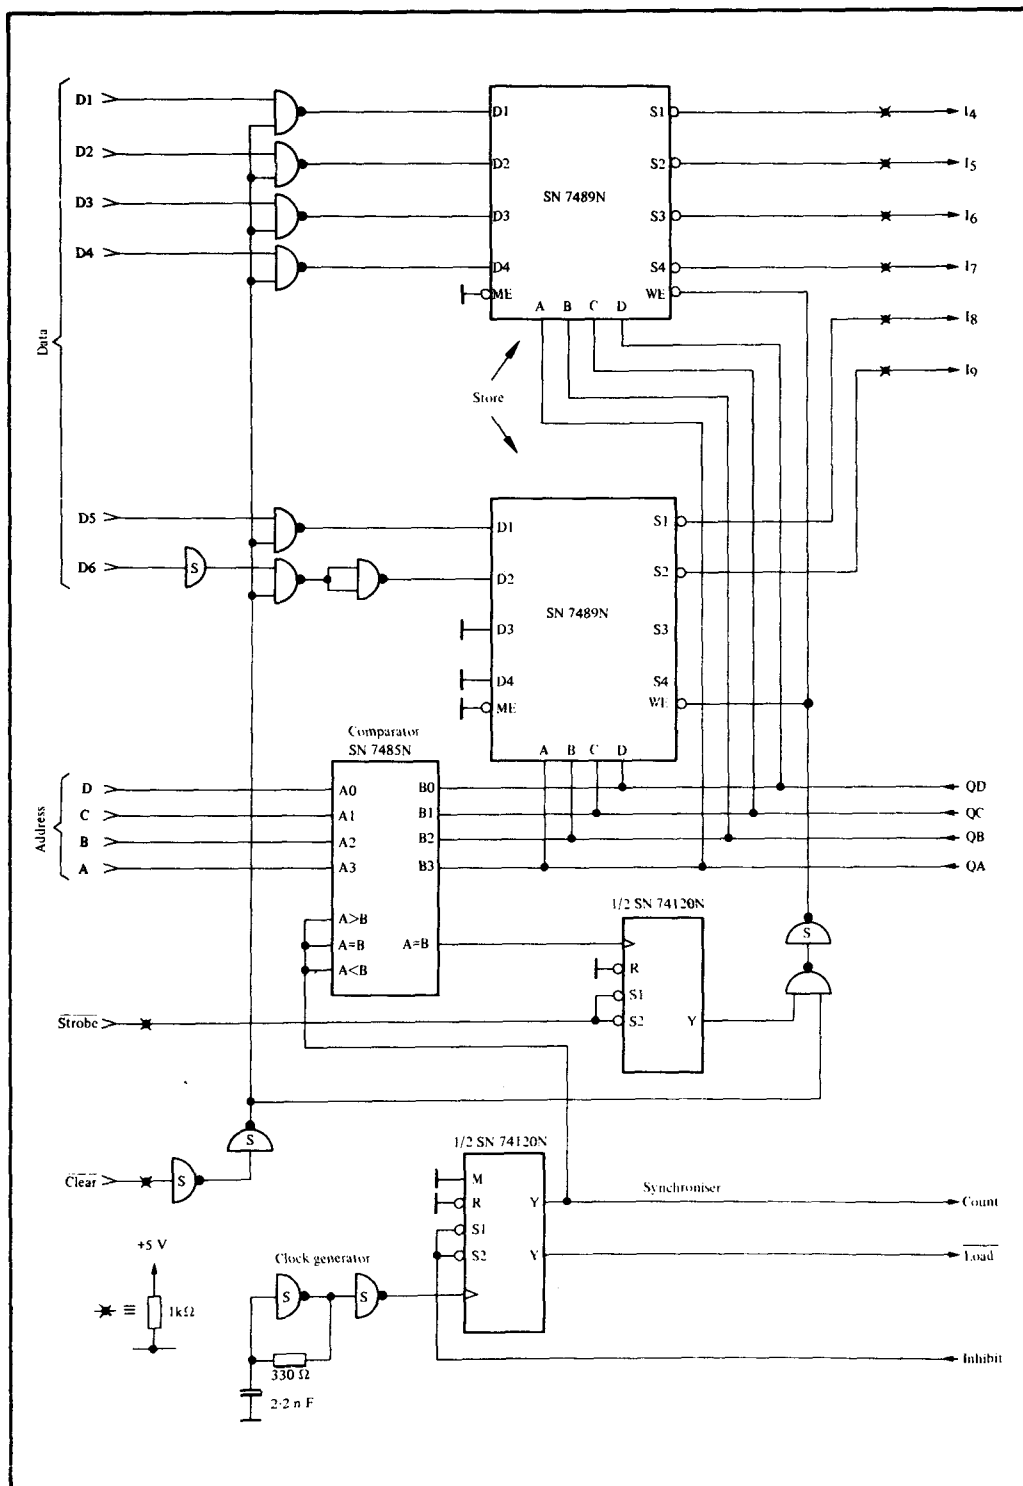 D1 D1 S1 I4
D2 D2 S2 I5
SN 7489N
D3 D3 S3 I6
D4 D4 S4 I7
ME A B C D WE
I8
Data
I9
Store
D5 D1 S1
D6 S D2 S2
SN 7489N
D3 S3
D4 S4
ME WE
Comparator
SN 7485N
A B C D
Address
D A0 B0 QD
C A1 B1 QC
B A2 B2 QB
A A3 B3 QA
1/2 SN 74120N
A>B
A=B A=B S
A<B R
S1
Strobe S2 Y
S
1/2 SN 74120N
Clear S M Synchroniser
R Y Count
S1
+5 V Clock generator S2 Y Load
≡ 1kΩ S S
330 Ω Inhibit
2·2 n F